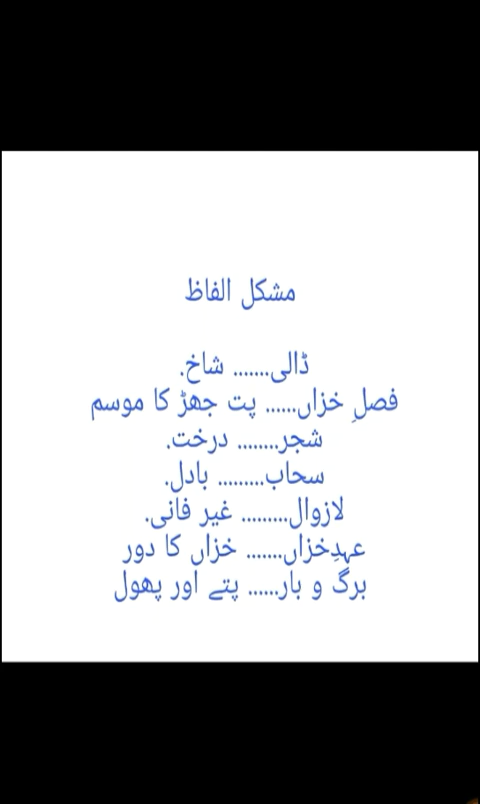 مشکل الفاظ
ڈالی....... شاخ.
فصلِ خزاں...... پت جھڑ کا موسم
شجر........ درخت.
سحاب......... بادل.
لازوال......... غیر فانی.
عہدِخزاں....... خزاں کا دور
برگ و بار...... پتے اور پھول